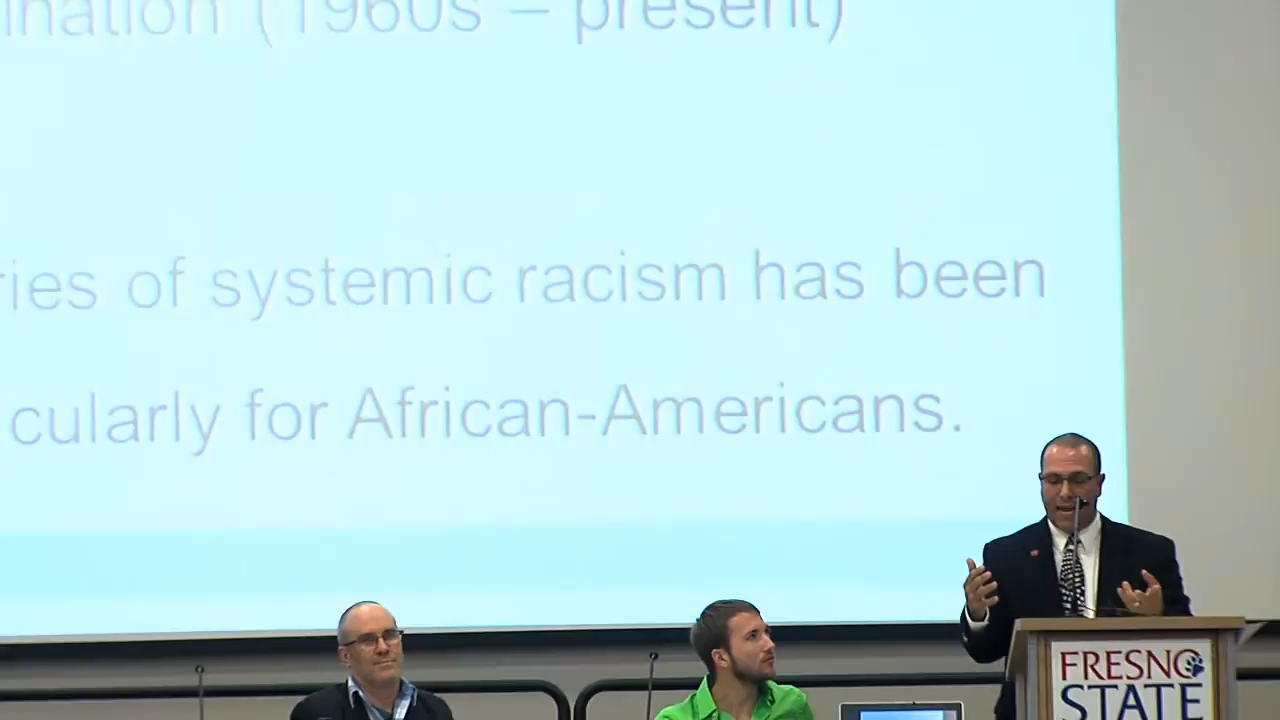 ination (1960s – present)
ries of systemic racism has been
cularly for African-Americans.
FRESNO
STATE